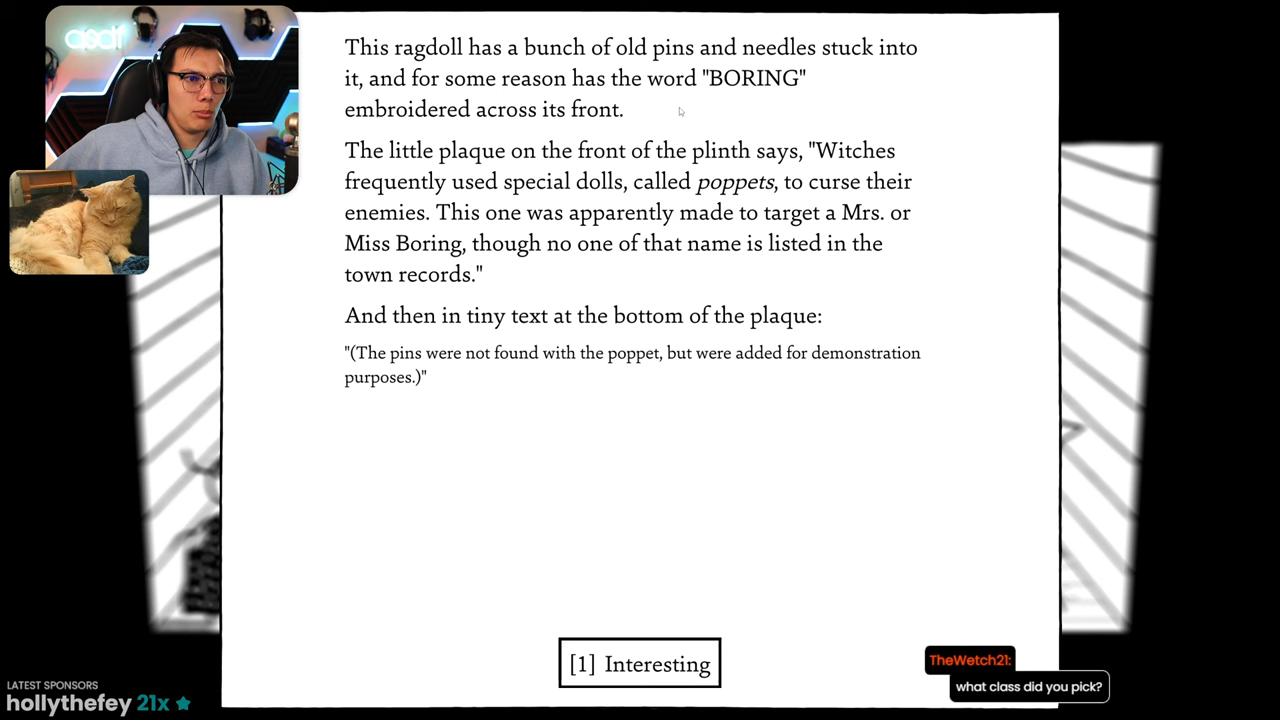 asdf
This ragdoll has a bunch of old pins and needles stuck into
it, and for some reason has the word "BORING"
embroidered across its front.
The little plaque on the front of the plinth says, "Witches
frequently used special dolls, called poppets, to curse their
enemies. This one was apparently made to target a Mrs. or
Miss Boring, though no one of that name is listed in the
town records."
And then in tiny text at the bottom of the plaque:
"(The pins were not found with the poppet, but were added for demonstration
purposes.)"
[1] Interesting
TheWetch21:
what class did you pick?
LATEST SPONSORS
hollythefey 21x